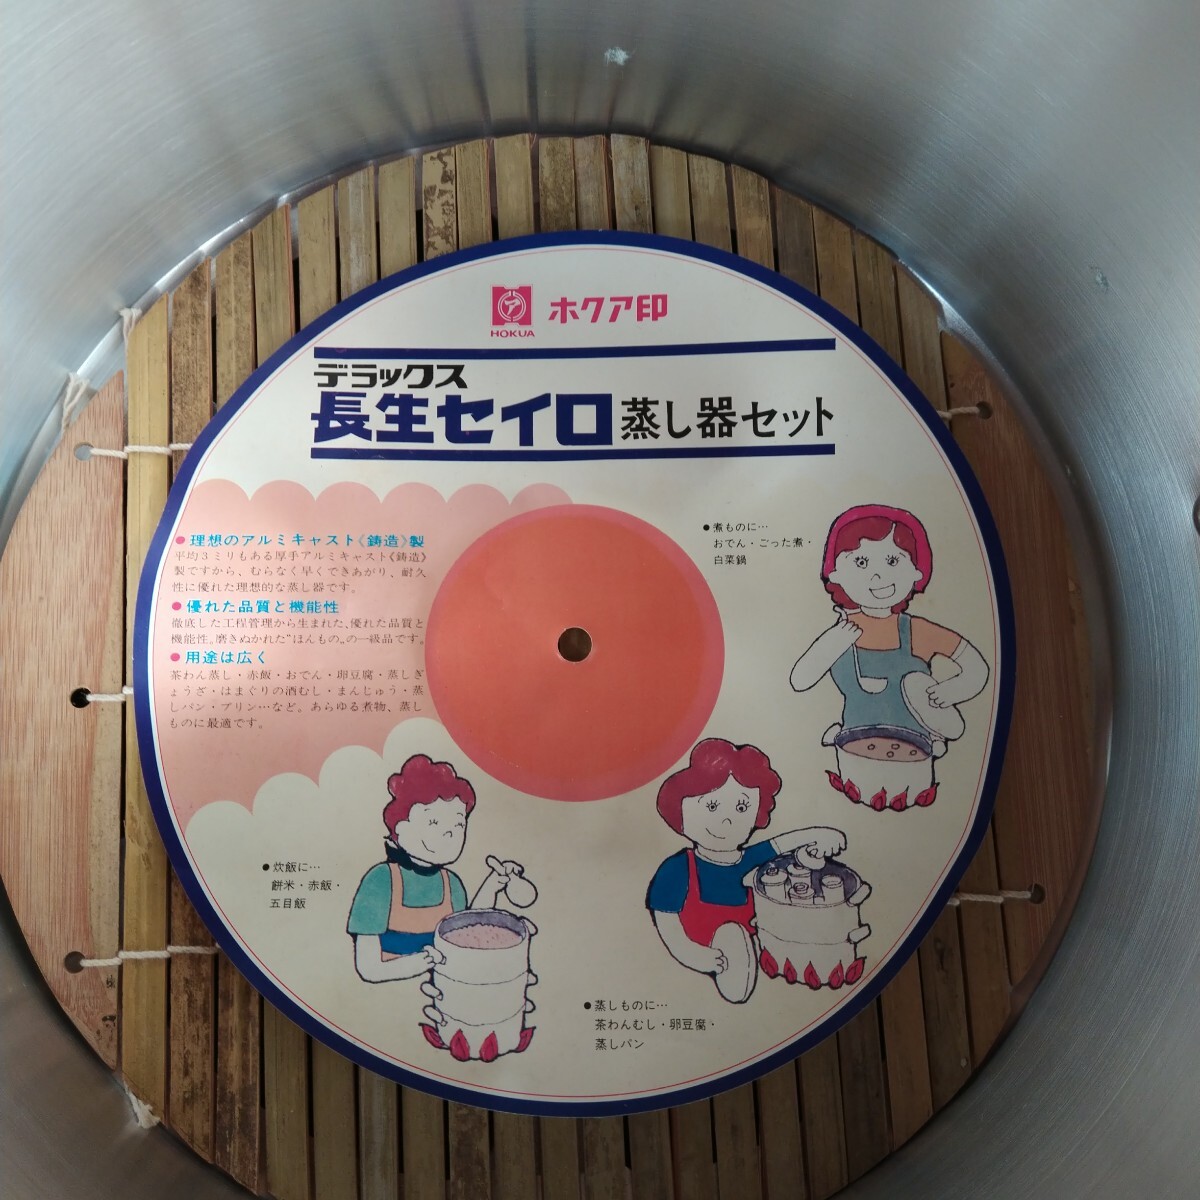 ア
HOKUA
ホクア印
デラックス
長生セイロ蒸し器セット
●理想のアルミキャスト《鋳造》製
平均3ミリもある厚手アルミキャスト《鋳造》
製ですから、むらなく早くできあがり、耐久
性に優れた理想的な蒸し器です。
●優れた品質と機能性
徹底した工程管理から生まれた、優れた品質と
機能性。磨きぬかれた"ほんもの"の一級品です。
●用途は広く
茶わん蒸し・赤飯・おでん・卵豆腐・蒸しぎ
ょうざ・はまぐりの酒むし・まんじゅう・蒸
しパン・プリン…など。あらゆる煮物、蒸し
ものに最適です。
●煮ものに…
おでん・ごった煮・
白菜鍋
●炊飯に…
餅米・赤飯・
五目飯
●蒸しものに…
茶わんむし・卵豆腐・
蒸しパン